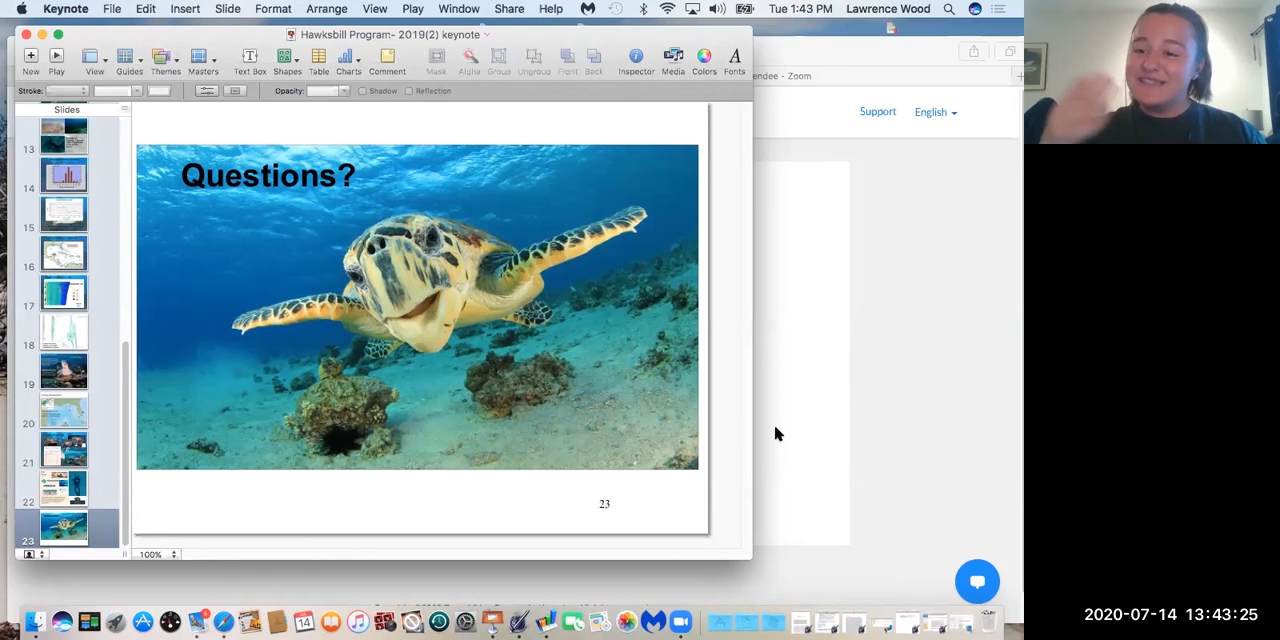 Keynote File Edit Insert Slide Format Arrange View Play Window Share Help Tue 1:43 PM Lawrence Wood
Hawksbill Program- 2019(2) keynote
New Play View Guides Themes Masters Text Box Shapes Table Charts Comment Mask Alpha Group Ungroup Front Back Inspector Media Colors Fonts
endee - Zoom
Stroke: Opacity: Shadow Reflection
Slides
Support English
Questions?
13
14
15
16
17
18
19
20
21
22
23
23
100%
14
2020-07-14 13:43:25